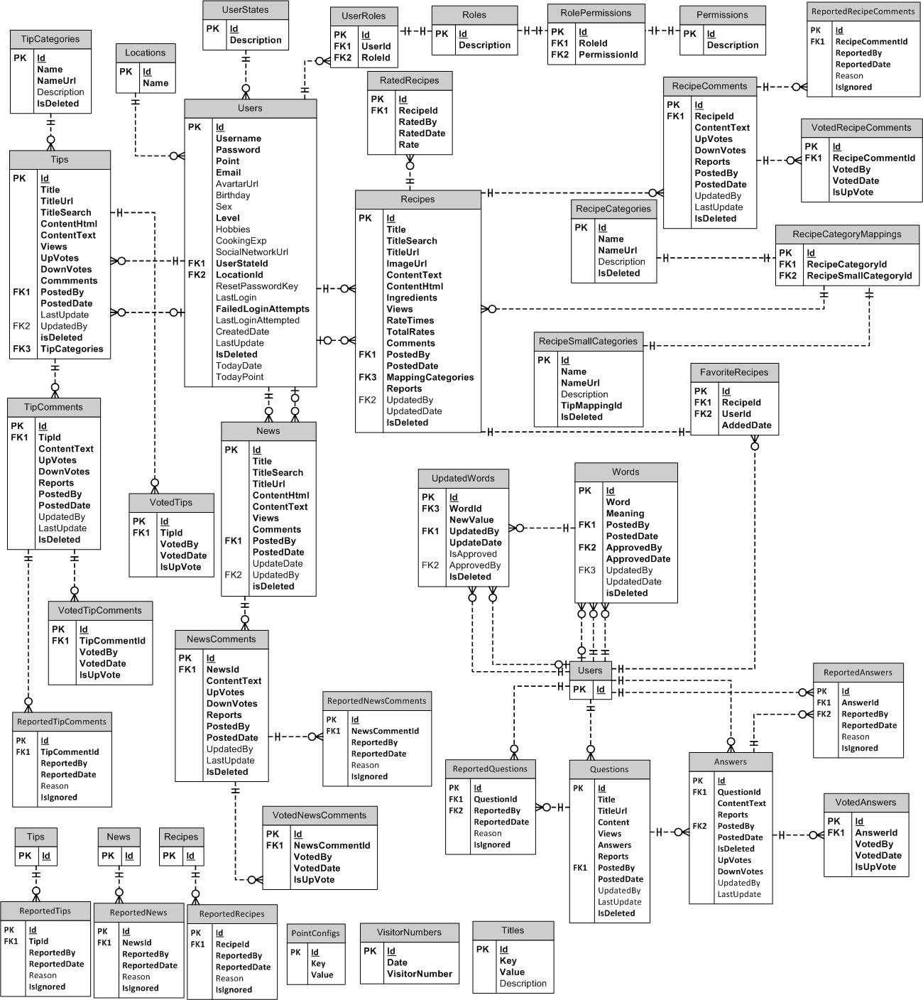 UserStates
PK Id
Description
UserRoles
PK Id
FK1 UserId
FK2 RoleId
Roles
PK Id
Description
RolePermissions
PK Id
FK1 RoleId
FK2 PermissionId
Permissions
PK Id
Description
ReportedRecipeComments
PK Id
FK1 RecipeCommentId
ReportedBy
ReportedDate
Reason
IsIgnored
TipCategories
PK Id
Name
NameUrl
Description
IsDeleted
Locations
PK Id
Name
RatedRecipes
PK Id
FK1 RecipeId
RatedBy
RatedDate
Rate
RecipeComments
PK Id
FK1 RecipeId
ContentText
UpVotes
DownVotes
Reports
PostedBy
PostedDate
UpdatedBy
LastUpdate
IsDeleted
VotedRecipeComments
PK Id
FK1 RecipeCommentId
VotedBy
VotedDate
IsUpVote
Users
PK Id
Username
Password
Point
Email
AvartarUrl
Birthday
Sex
Level
Hobbies
CookingExp
SocialNetworkUrl
FK1 UserStateId
FK2 LocationId
ResetPasswordKey
LastLogin
FailedLoginAttempts
LastLoginAttempted
CreatedDate
LastUpdate
IsDeleted
TodayDate
TodayPoint
Tips
PK Id
Title
TitleUrl
TitleSearch
ContentHtml
ContentText
Views
UpVotes
DownVotes
Commments
FK1 PostedBy
PostedDate
LastUpdate
FK2 UpdatedBy
isDeleted
FK3 TipCategories
Recipes
PK Id
Title
TitleSearch
TitleUrl
ImageUrl
ContentText
ContentHtml
Ingredients
Views
RateTimes
TotalRates
Comments
FK1 PostedBy
PostedDate
FK3 MappingCategories
Reports
FK2 UpdatedBy
UpdatedDate
IsDeleted
RecipeCategories
PK Id
Name
NameUrl
Description
IsDeleted
RecipeCategoryMappings
PK Id
FK1 RecipeCategoryId
FK2 RecipeSmallCategoryId
RecipeSmallCategories
PK Id
Name
NameUrl
Description
TipMappingId
IsDeleted
FavoriteRecipes
PK Id
FK1 RecipeId
FK2 UserId
AddedDate
TipComments
PK Id
FK1 TipId
ContentText
UpVotes
DownVotes
Reports
PostedBy
PostedDate
UpdatedBy
LastUpdate
IsDeleted
VotedTips
PK Id
FK1 TipId
VotedBy
VotedDate
IsUpVote
News
PK Id
Title
TitleSearch
TitleUrl
ContentHtml
ContentText
Views
Comments
FK1 PostedBy
PostedDate
UpdateDate
FK2 UpdatedBy
isDeleted
UpdatedWords
PK Id
FK3 WordId
NewValue
FK1 UpdatedBy
UpdateDate
IsApproved
FK2 ApprovedBy
IsDeleted
Words
PK Id
Word
Meaning
FK1 PostedBy
PostedDate
FK2 ApprovedBy
ApprovedDate
FK3 UpdatedBy
UpdatedDate
isDeleted
VotedTipComments
PK Id
FK1 TipCommentId
VotedBy
VotedDate
IsUpVote
NewsComments
PK Id
FK1 NewsId
ContentText
UpVotes
DownVotes
Reports
PostedBy
PostedDate
UpdatedBy
LastUpdate
IsDeleted
Users
PK Id
ReportedAnswers
PK Id
FK1 AnswerId
FK2 ReportedBy
ReportedDate
Reason
IsIgnored
ReportedTipComments
PK Id
FK1 TipCommentId
ReportedBy
ReportedDate
Reason
IsIgnored
ReportedNewsComments
PK Id
FK1 NewsCommentId
ReportedBy
ReportedDate
Reason
IsIgnored
ReportedQuestions
PK Id
FK1 QuestionId
FK2 ReportedBy
ReportedDate
Reason
IsIgnored
Questions
PK Id
Title
TitleUrl
Content
Views
Answers
Reports
FK1 PostedBy
PostedDate
UpdatedBy
LastUpdate
IsDeleted
Answers
PK Id
FK1 QuestionId
ContentText
Reports
FK2 PostedBy
PostedDate
IsDeleted
UpVotes
DownVotes
UpdatedBy
LastUpdate
VotedAnswers
PK Id
FK1 AnswerId
VotedBy
VotedDate
IsUpVote
VotedNewsComments
PK Id
FK1 NewsCommentId
VotedBy
VotedDate
IsUpVote
Tips
PK Id
News
PK Id
Recipes
PK Id
ReportedTips
PK Id
FK1 TipId
ReportedBy
ReportedDate
Reason
IsIgnored
ReportedNews
PK Id
FK1 NewsId
ReportedBy
ReportedDate
Reason
IsIgnored
ReportedRecipes
PK Id
FK1 RecipeId
ReportedBy
ReportedDate
Reason
IsIgnored
PointConfigs
PK Id
Key
Value
VisitorNumbers
PK Id
Date
VisitorNumber
Titles
PK Id
Key
Value
Description